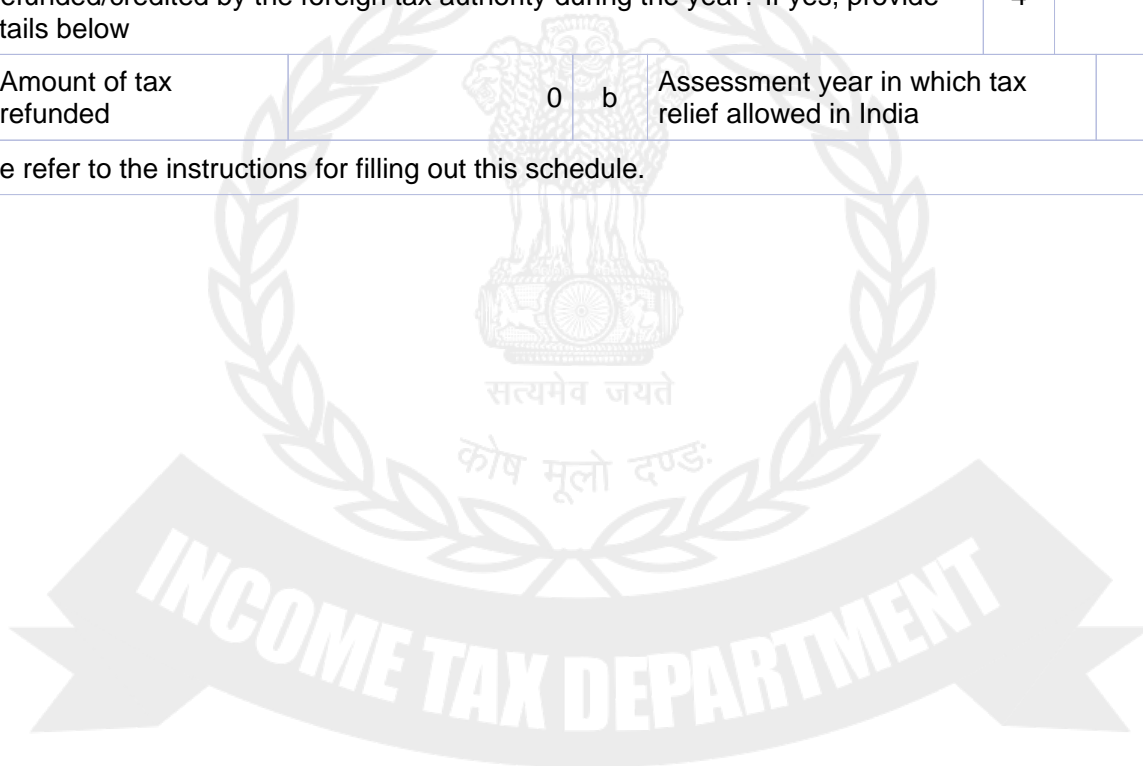 efunded/credited by the foreign tax authority during the year? If yes, provide 4
tails below
Amount of tax refunded 0 b Assessment year in which tax relief allowed in India
e refer to the instructions for filling out this schedule.
सत्यमेव जयते
कोष मूलो दण्डः
INCOME TAX DEPARTMENT